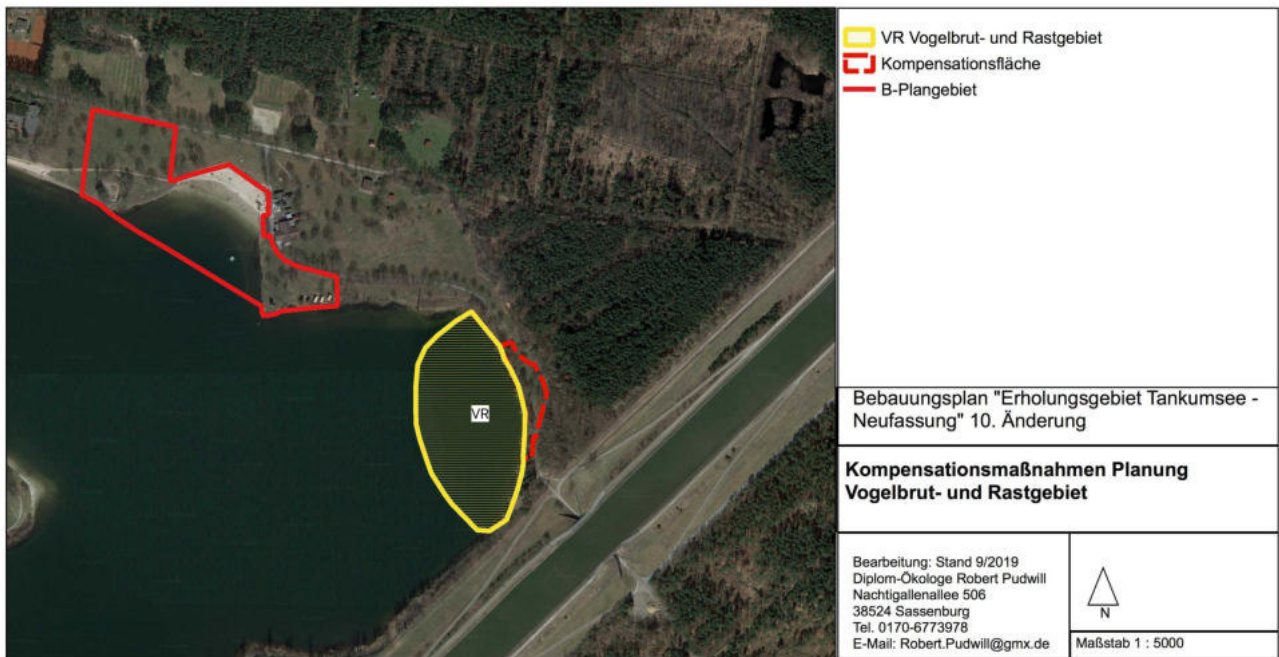 VR Vogelbrut- und Rastgebiet
Kompensationsfläche
B-Plangebiet
VR
Bebauungsplan "Erholungsgebiet Tankumsee -
Neufassung" 10. Änderung
Kompensationsmaßnahmen Planung
Vogelbrut- und Rastgebiet
Bearbeitung: Stand 9/2019
Diplom-Ökologe Robert Pudwill
Nachtigallenallee 506
38524 Sassenburg
Tel. 0170-6773978
E-Mail: Robert.Pudwill@gmx.de
N
Maßstab 1 : 5000